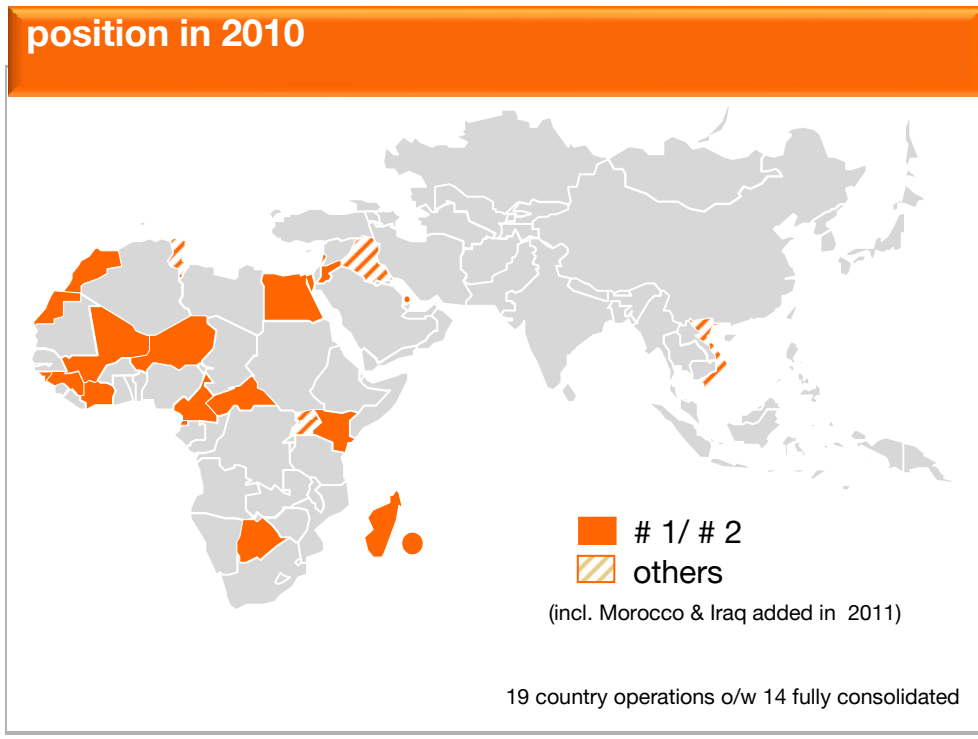 position in 2010
# 1/ # 2
others
(incl. Morocco & Iraq added in 2011)
19 country operations o/w 14 fully consolidated